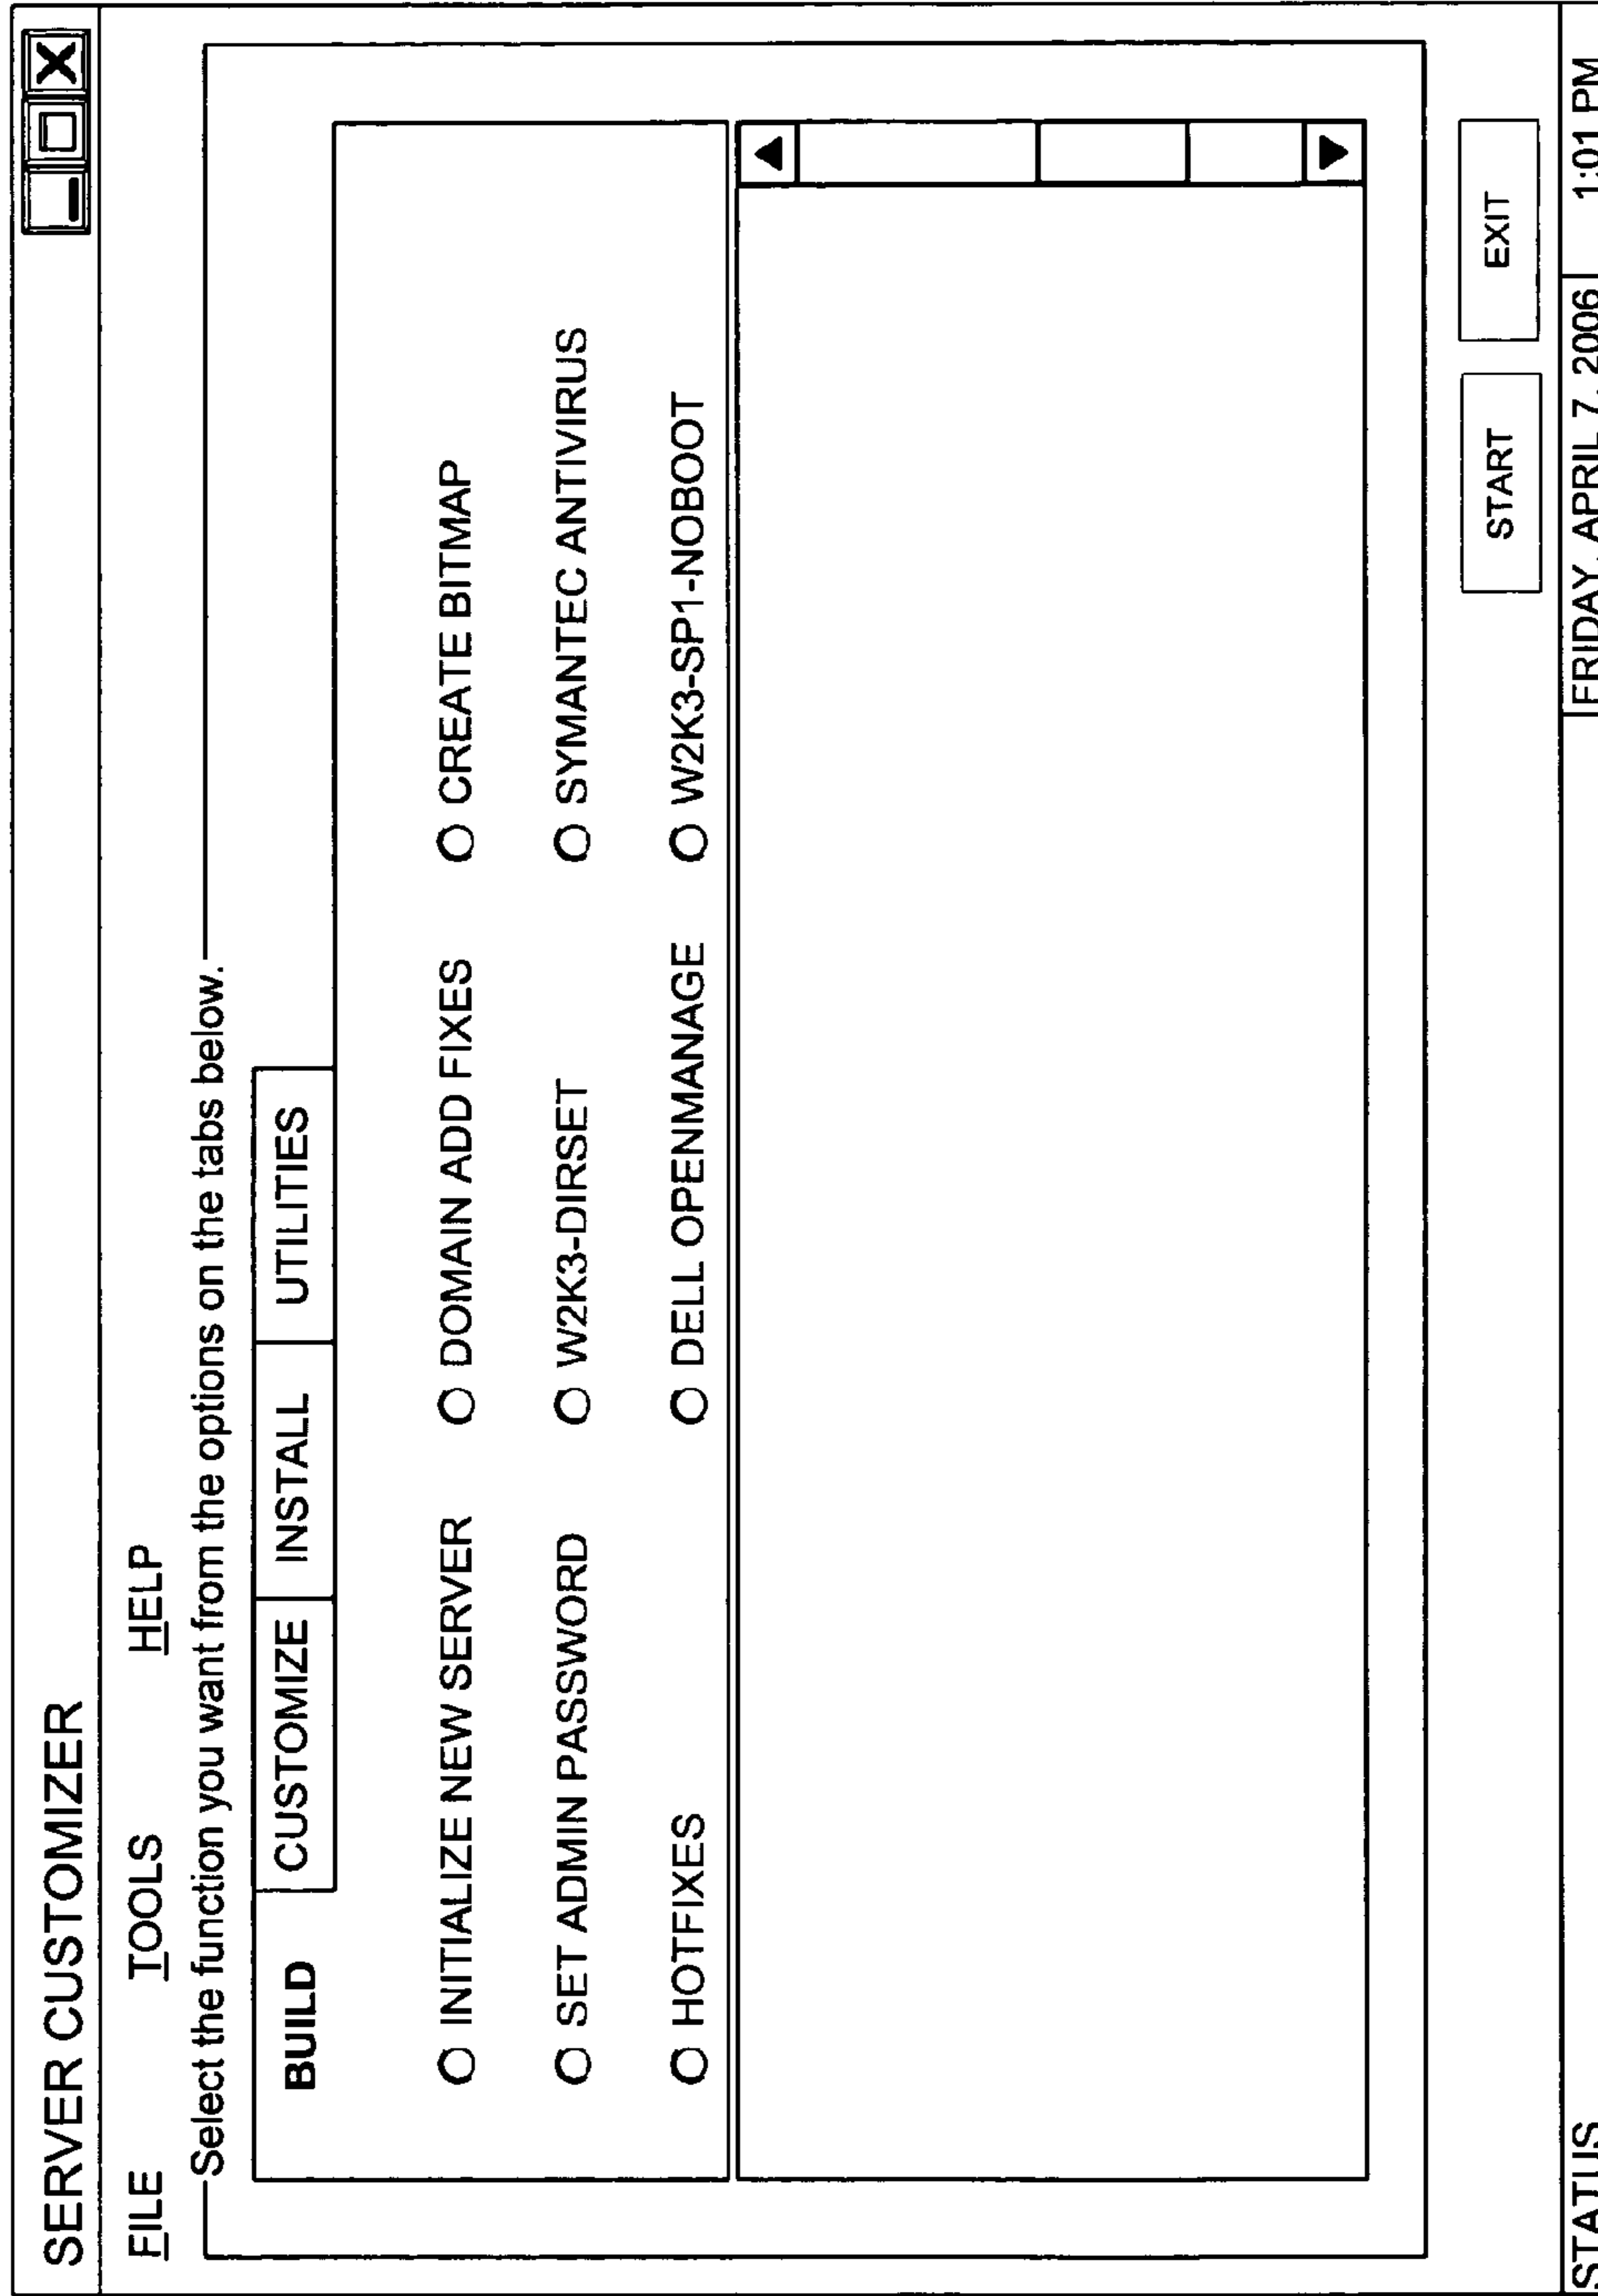 SERVER CUSTOMIZER
FILE TOOLS HELP
Select the function you want from the options on the tabs below.
BUILD CUSTOMIZE INSTALL UTILITIES
INITIALIZE NEW SERVER DOMAIN ADD FIXES CREATE BITMAP
SET ADMIN PASSWORD W2K3-DIRSET SYMANTEC ANTIVIRUS
HOTFIXES DELL OPENMANAGE W2K3-SP1-NOBOOT
START EXIT
STATUS FRIDAY, APRIL 7, 2006 1:01 PM